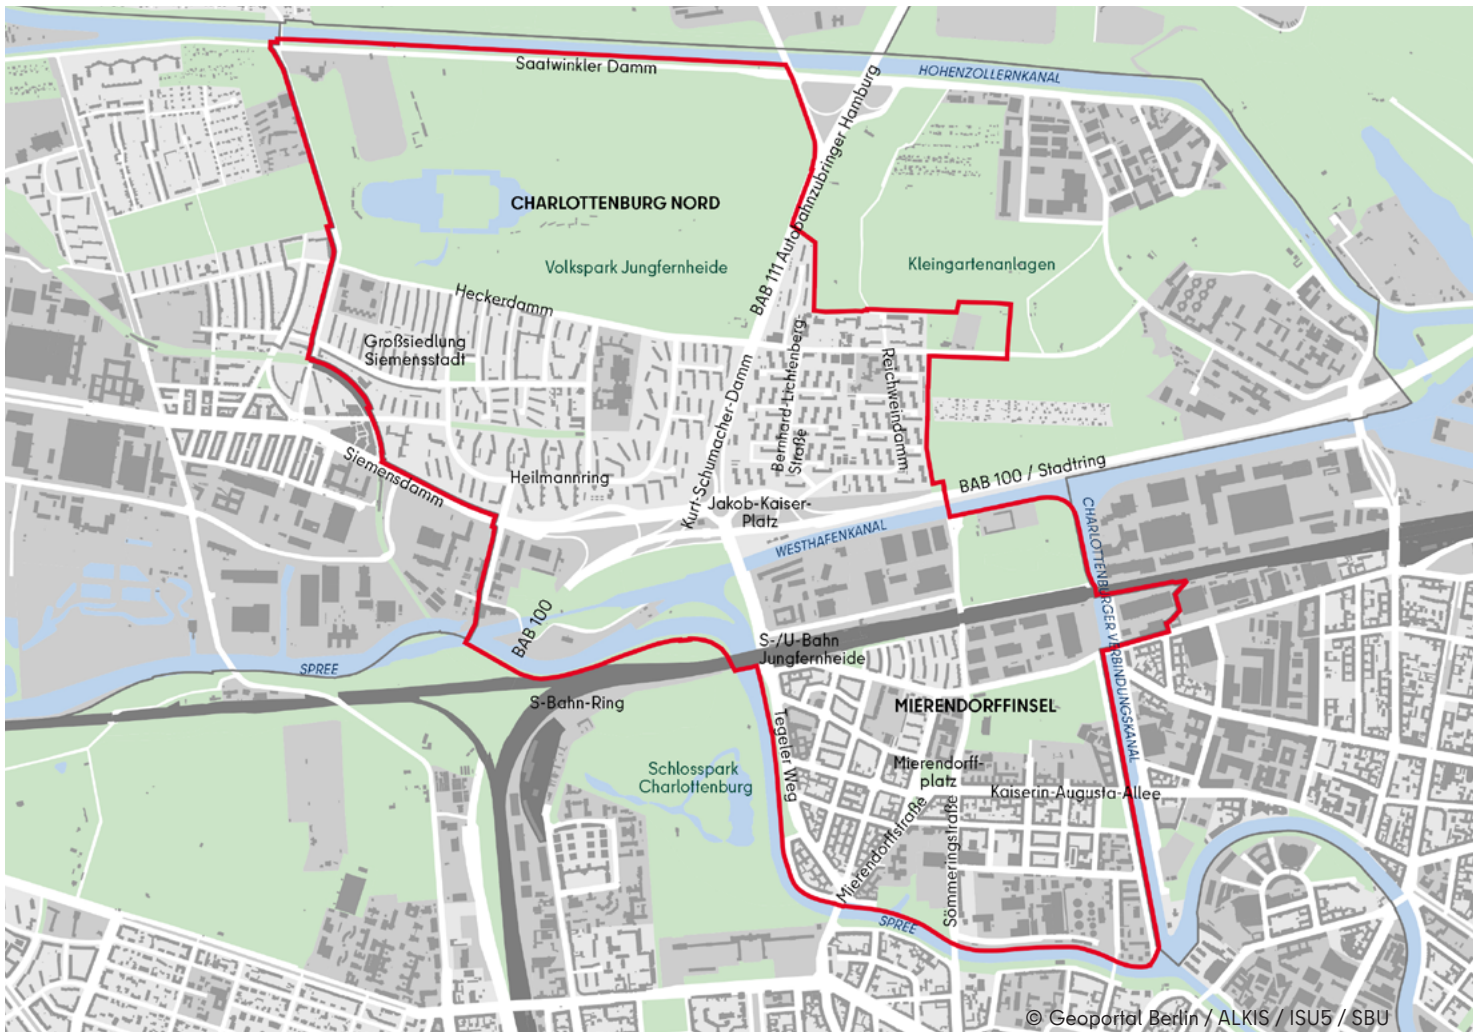 Saatwinkler Damm
HOHENZOLLERNKANAL
BAB 111 Autobahnzubringer Hamburg
CHARLOTTENBURG NORD
Volkspark Jungfernheide
Kleingartenanlagen
Heckerdamm
Großsiedlung
Siemensstadt
Kurt-Schumacher-Damm
Bernhard-Lichtenberg-
Straße
Reichweindamm
Siemensdamm
Heilmannring
Jakob-Kaiser-
Platz
BAB 100 / Stadtring
WESTHAFENKANAL
CHARLOTTENBURGER VERBINDUNGSKANAL
BAB 100
SPREE
S-/U-Bahn
Jungfernheide
S-Bahn-Ring
MIERENDORFFINSEL
Tegeler Weg
Schlosspark
Charlottenburg
Mierendorff-
platz
Kaiserin-Augusta-Allee
Mierendorffstraße
Sömmeringstraße
SPREE
© Geoportal Berlin / ALKIS / ISU5 / SBU